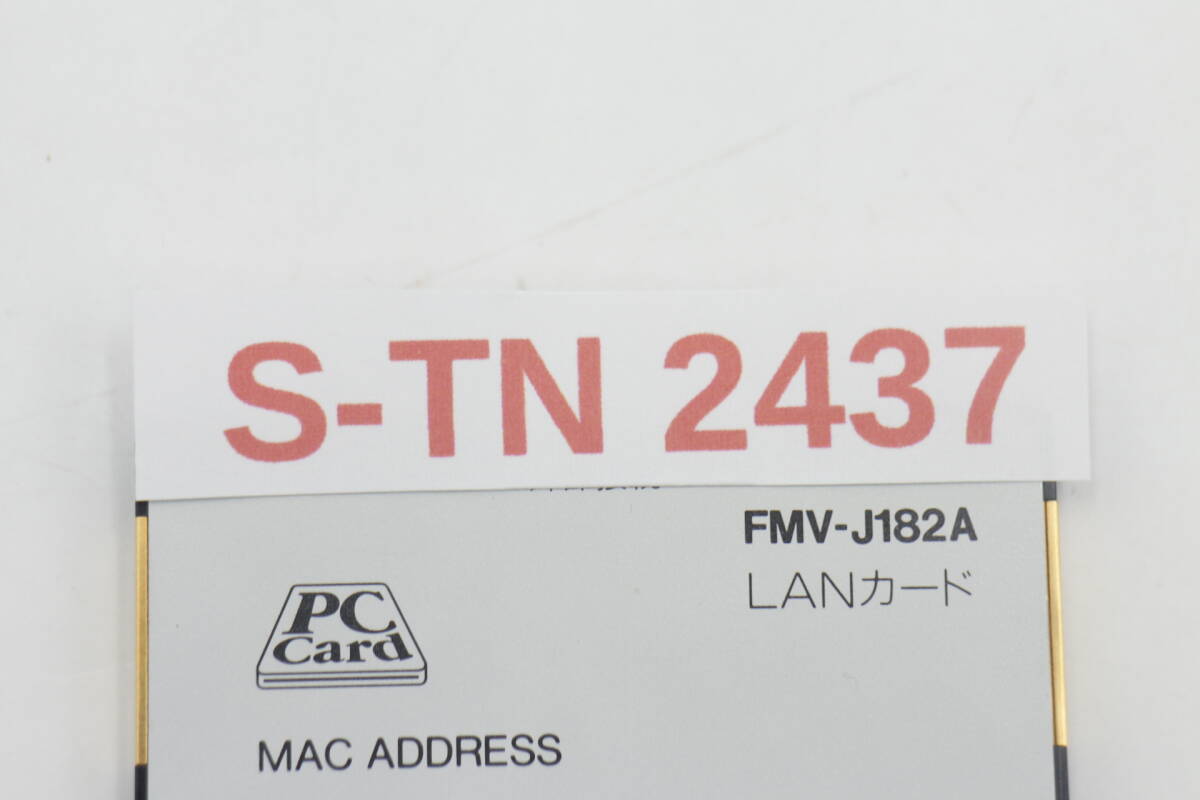 S-TN 2437
FMV-J182A
LANカード
PC
Card
MAC ADDRESS